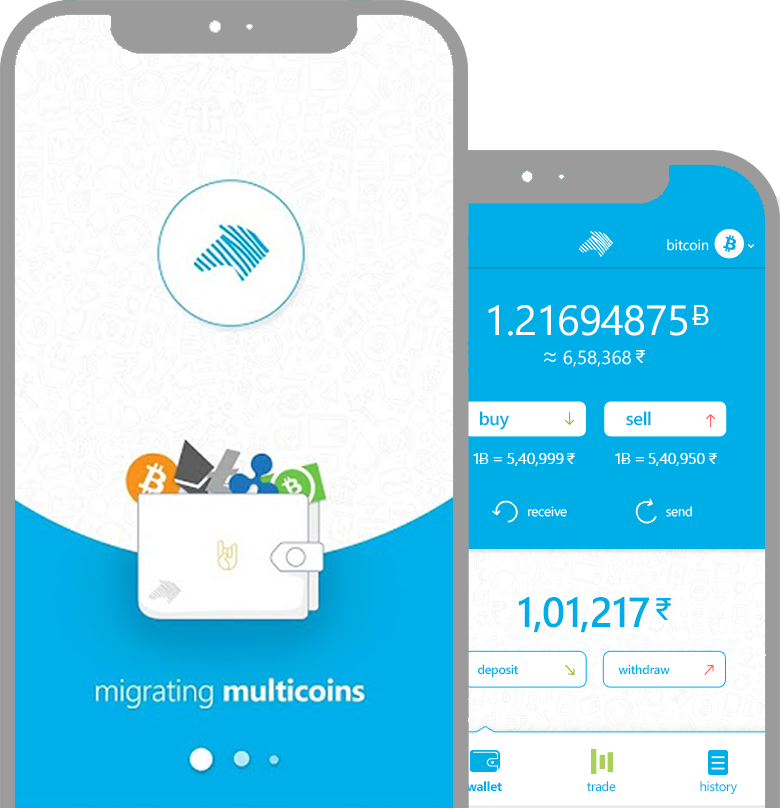 migrating multicoins
bitcoin
1.21694875Ƀ
≈ 6,58,368 ₹
buy ↓ sell ↑
1Ƀ = 5,40,999 ₹ 1Ƀ = 5,40,950 ₹
receive send
1,01,217 ₹
deposit ↘ withdraw ↗
wallet trade history